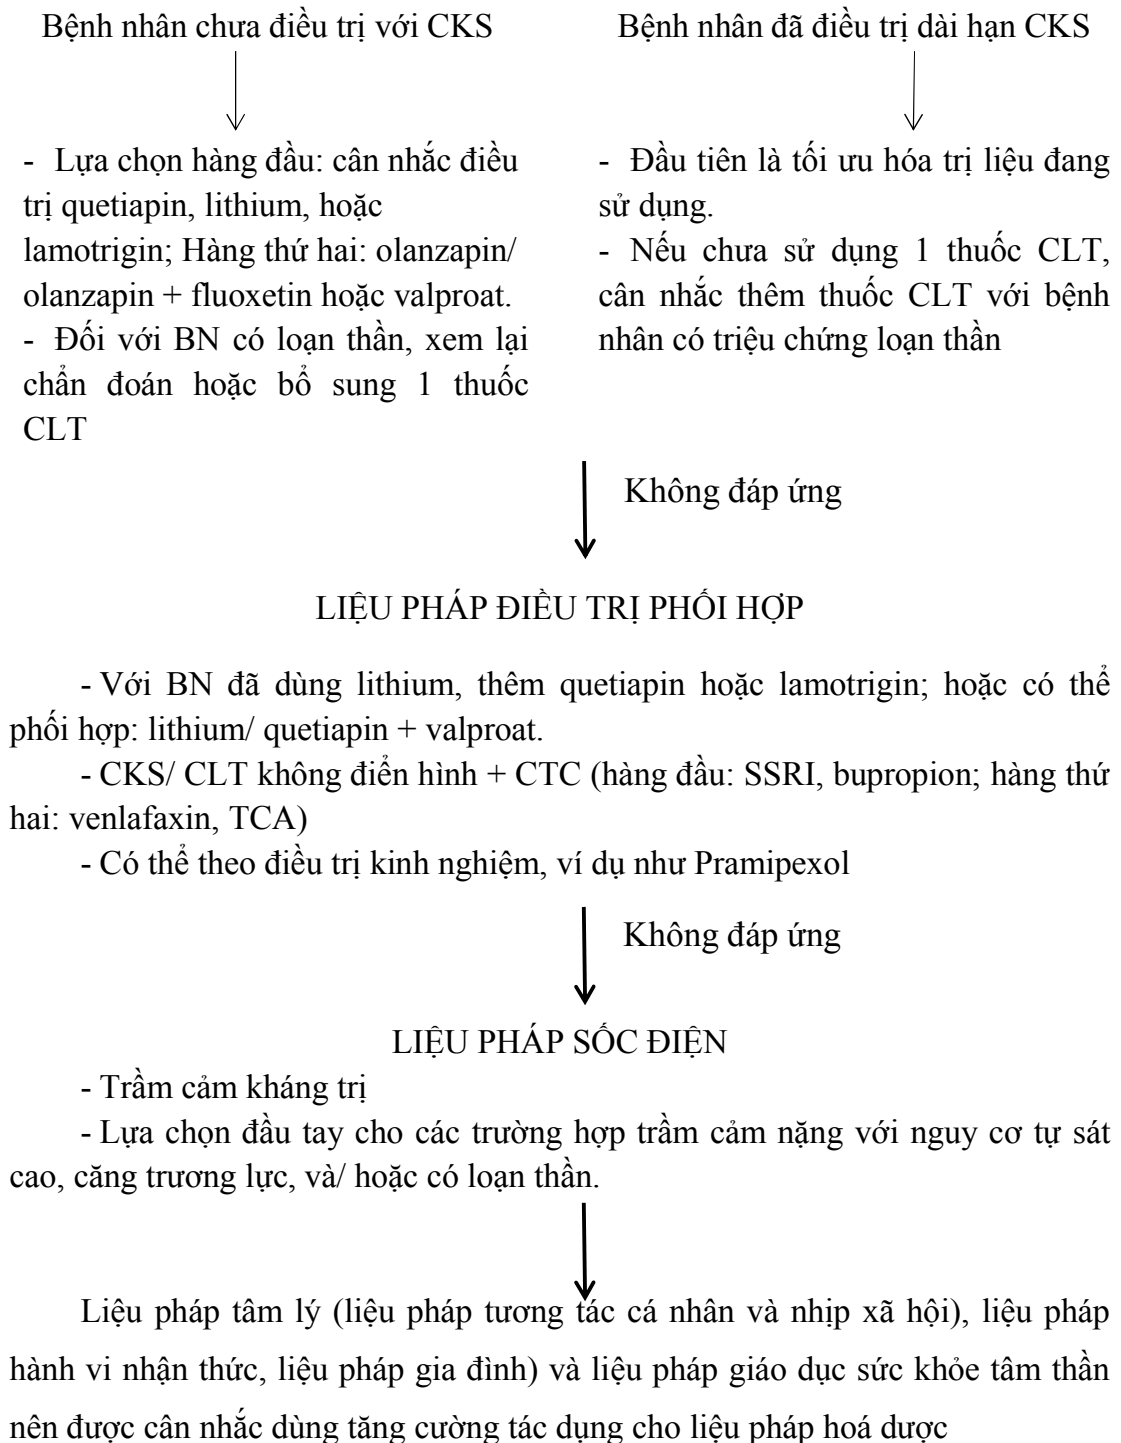 Bệnh nhân chưa điều trị với CKS
Bệnh nhân đã điều trị dài hạn CKS
- Lựa chọn hàng đầu: cân nhắc điều
trị quetiapin, lithium, hoặc
lamotrigin; Hàng thứ hai: olanzapin/
olanzapin + fluoxetin hoặc valproat.
- Đối với BN có loạn thần, xem lại
chẩn đoán hoặc bổ sung 1 thuốc
CLT
- Đầu tiên là tối ưu hóa trị liệu đang
sử dụng.
- Nếu chưa sử dụng 1 thuốc CLT,
cân nhắc thêm thuốc CLT với bệnh
nhân có triệu chứng loạn thần
Không đáp ứng
LIỆU PHÁP ĐIỀU TRỊ PHỐI HỢP
- Với BN đã dùng lithium, thêm quetiapin hoặc lamotrigin; hoặc có thể
phối hợp: lithium/ quetiapin + valproat.
- CKS/ CLT không điển hình + CTC (hàng đầu: SSRI, bupropion; hàng thứ
hai: venlafaxin, TCA)
- Có thể theo điều trị kinh nghiệm, ví dụ như Pramipexol
Không đáp ứng
LIỆU PHÁP SỐC ĐIỆN
- Trầm cảm kháng trị
- Lựa chọn đầu tay cho các trường hợp trầm cảm nặng với nguy cơ tự sát
cao, căng trương lực, và/ hoặc có loạn thần.
Liệu pháp tâm lý (liệu pháp tương tác cá nhân và nhịp xã hội), liệu pháp
hành vi nhận thức, liệu pháp gia đình) và liệu pháp giáo dục sức khỏe tâm thần
nên được cân nhắc dùng tăng cường tác dụng cho liệu pháp hoá dược